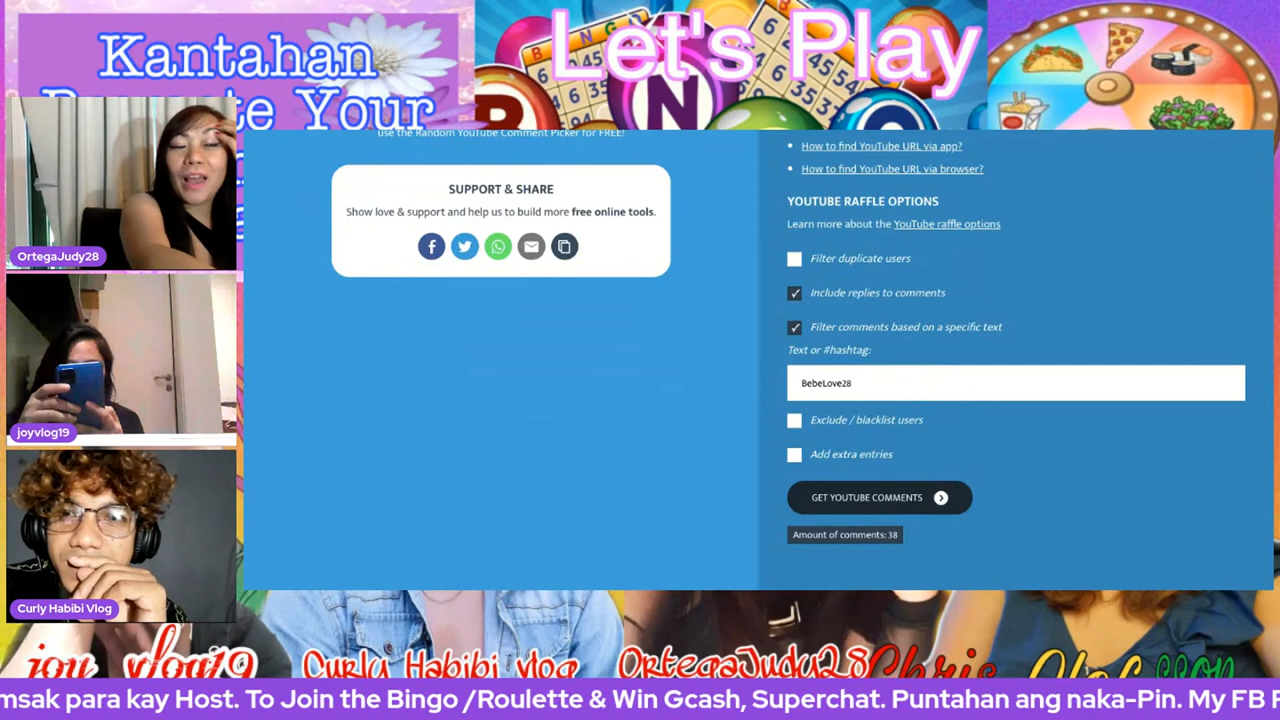 Kantahan
Let's Play
te Your
B I N G
N
use the Random YouTube Comment Picker for FREE!
SUPPORT & SHARE
Show love & support and help us to build more free online tools.
How to find YouTube URL via app?
How to find YouTube URL via browser?
YOUTUBE RAFFLE OPTIONS
Learn more about the YouTube raffle options
Filter duplicate users
Include replies to comments
Filter comments based on a specific text
Text or #hashtag:
BebeLove28
Exclude / blacklist users
Add extra entries
GET YOUTUBE COMMENTS
Amount of comments: 38
OrtegaJudy28
joyvlog19
Curly Habibi Vlog
joy vlog19
Curly Habibi vlog
OrtegaJudy28
Chris
msak para kay Host. To Join the Bingo /Roulette & Win Gcash, Superchat. Puntahan ang naka-Pin. My FB